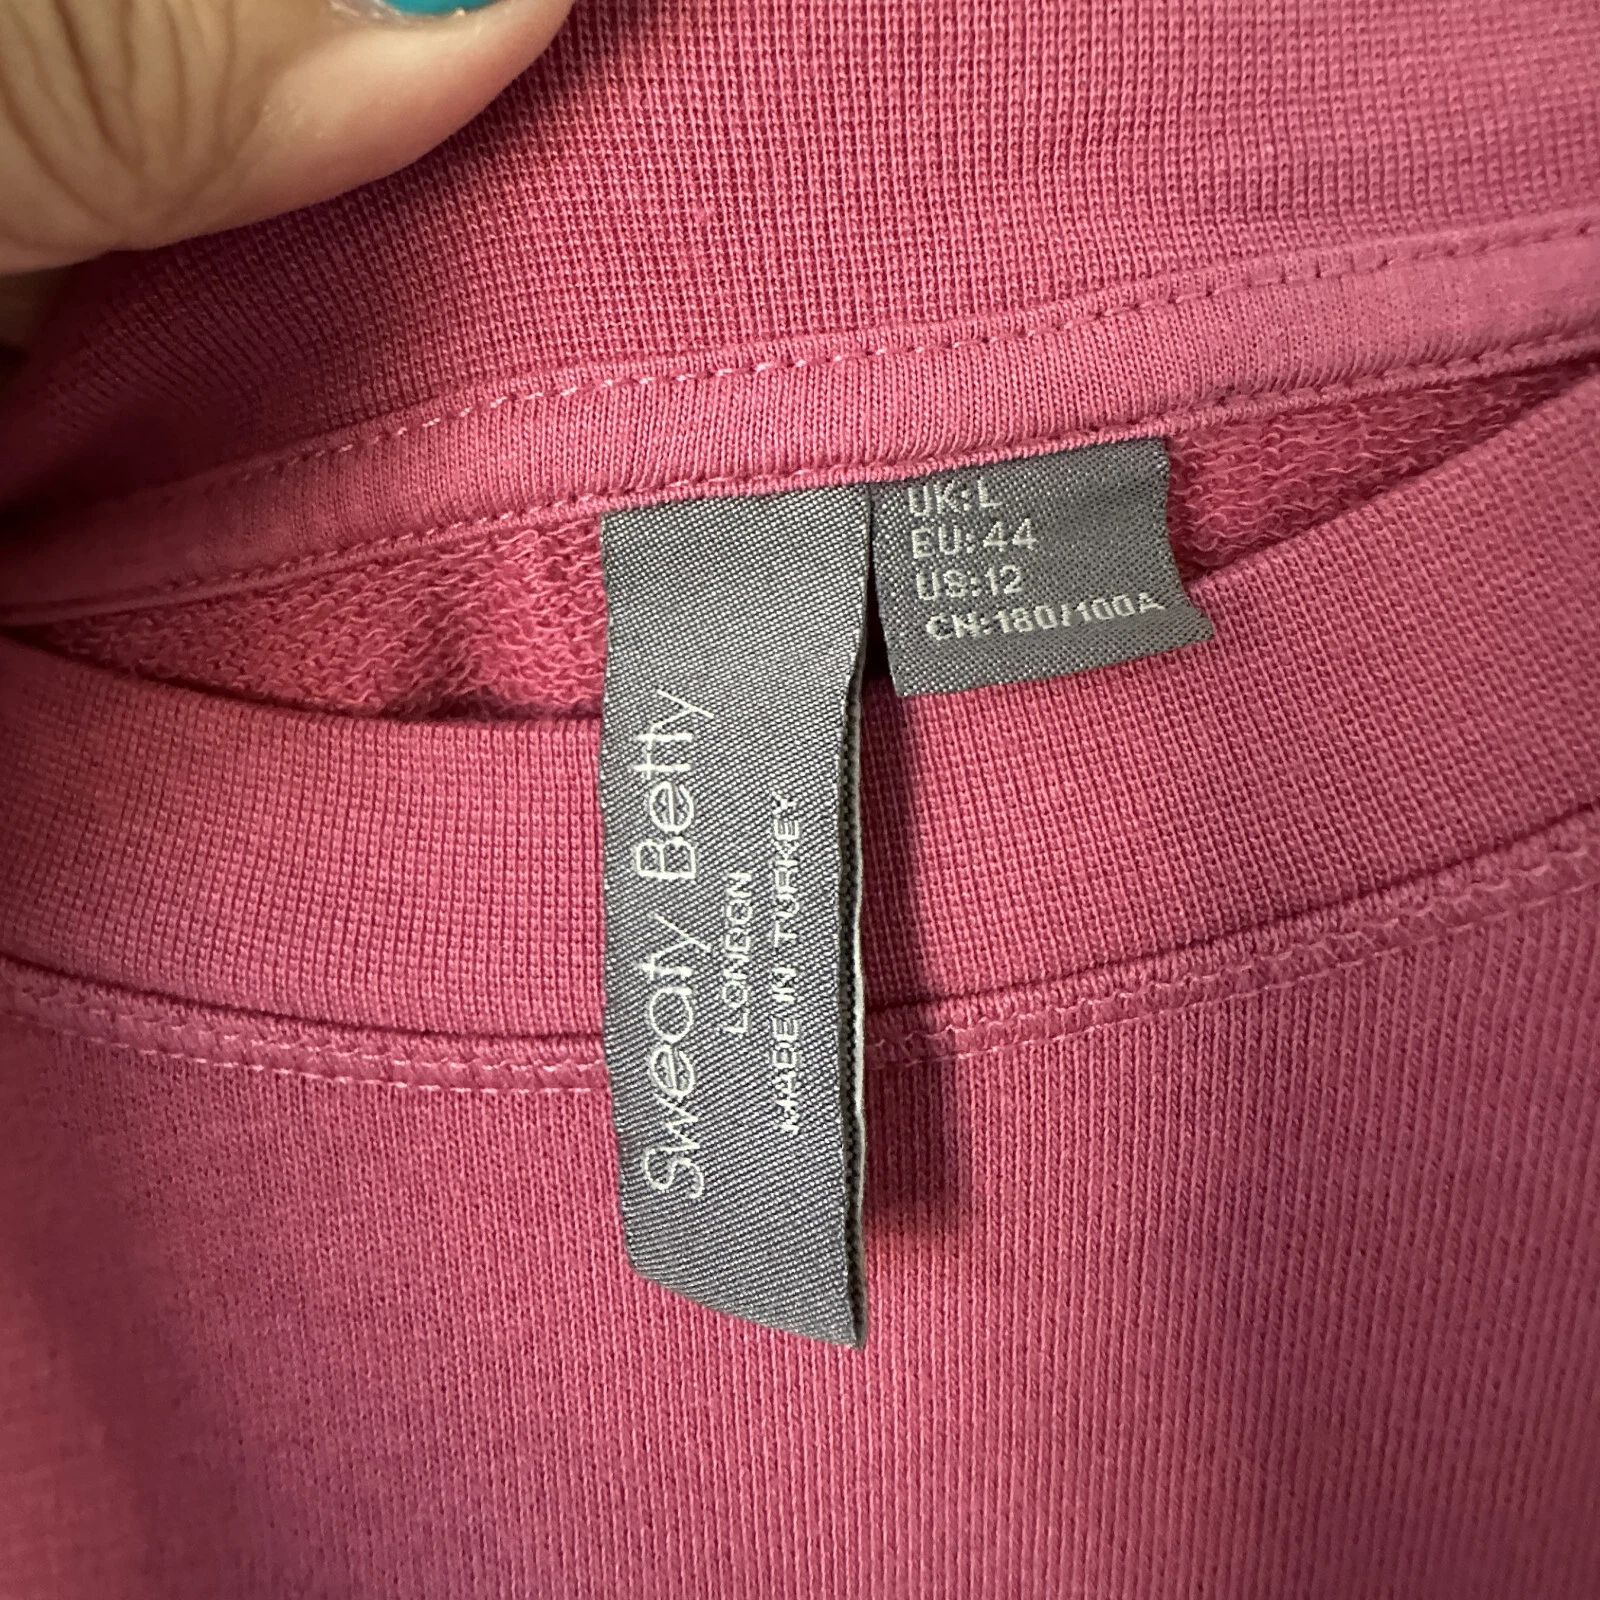 Sweaty Betty
LONDON
MADE IN TURKEY
UK:L
EU:44
US:12
CN:180/100A